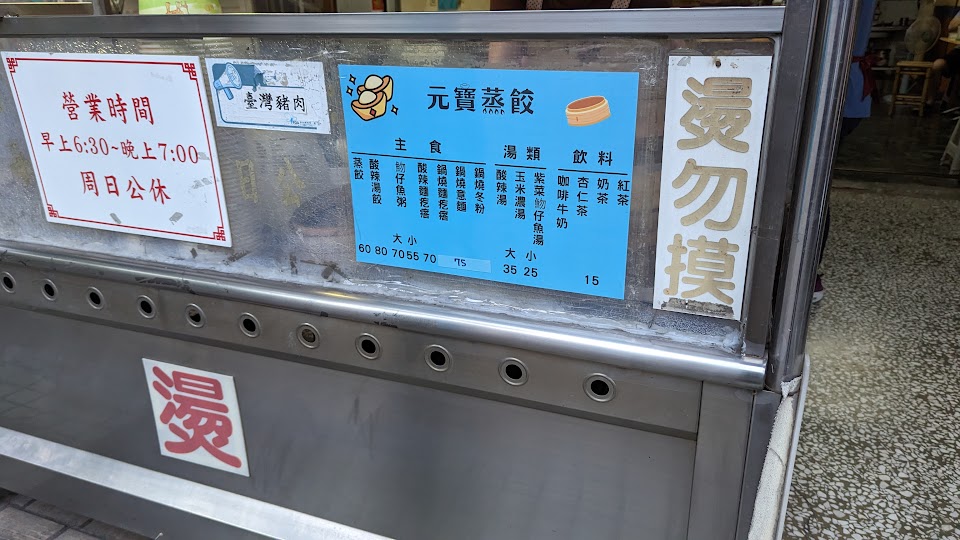 營業時間
早上6:30~晚上7:00
周日公休
臺灣豬肉
元寶蒸餃
主食
湯類
飲料
蒸餃
酸辣湯餃
魩仔魚粥
酸辣麵疙瘩
鍋燒麵疙瘩
鍋燒意麵
鍋燒冬粉
酸辣湯
玉米濃湯
紫菜魩仔魚湯
咖啡牛奶
杏仁茶
奶茶
紅茶
大小
60 80 70 55 70 75
大小
35 25
15
燙勿摸
燙